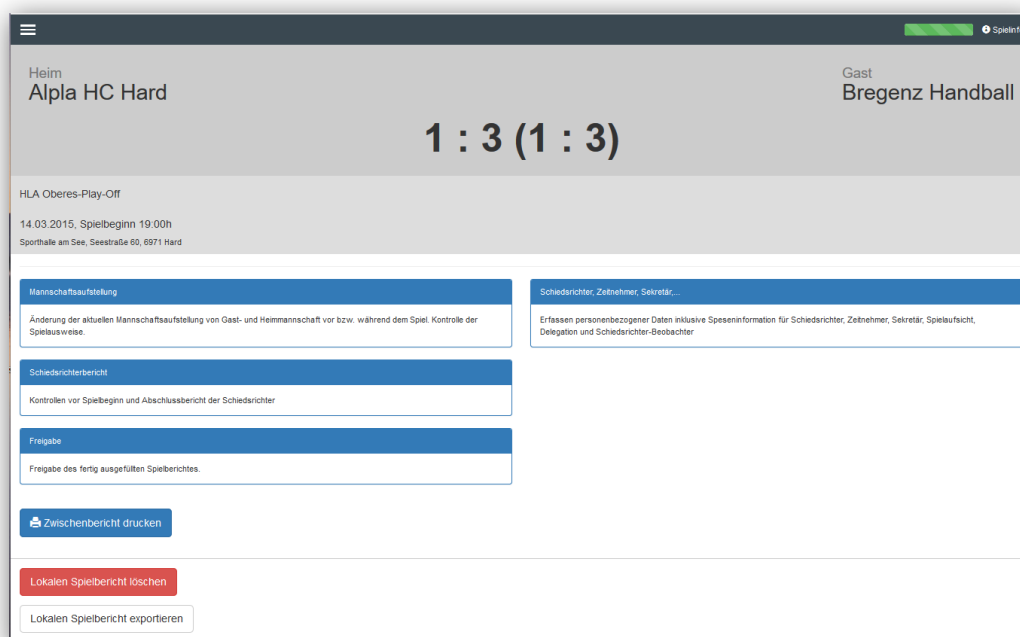 Spielinf
Heim
Alpla HC Hard
Gast
Bregenz Handball
1 : 3 (1 : 3)
HLA Oberes-Play-Off
14.03.2015, Spielbeginn 19:00h
Sporthalle am See, Seestraße 60, 6971 Hard
Mannschaftsaufstellung
Änderung der aktuellen Mannschaftsaufstellung von Gast- und Heimmannschaft vor bzw. während dem Spiel. Kontrolle der
Spielausweise.
Schiedsrichter, Zeitnehmer, Sekretär,...
Erfassen personenbezogener Daten inklusive Speseninformation für Schiedsrichter, Zeitnehmer, Sekretär, Spielaufsicht,
Delegation und Schiedsrichter-Beobachter
Schiedsrichterbericht
Kontrollen vor Spielbeginn und Abschlussbericht der Schiedsrichter
Freigabe
Freigabe des fertig ausgefüllten Spielberichtes.
Zwischenbericht drucken
Lokalen Spielbericht löschen
Lokalen Spielbericht exportieren